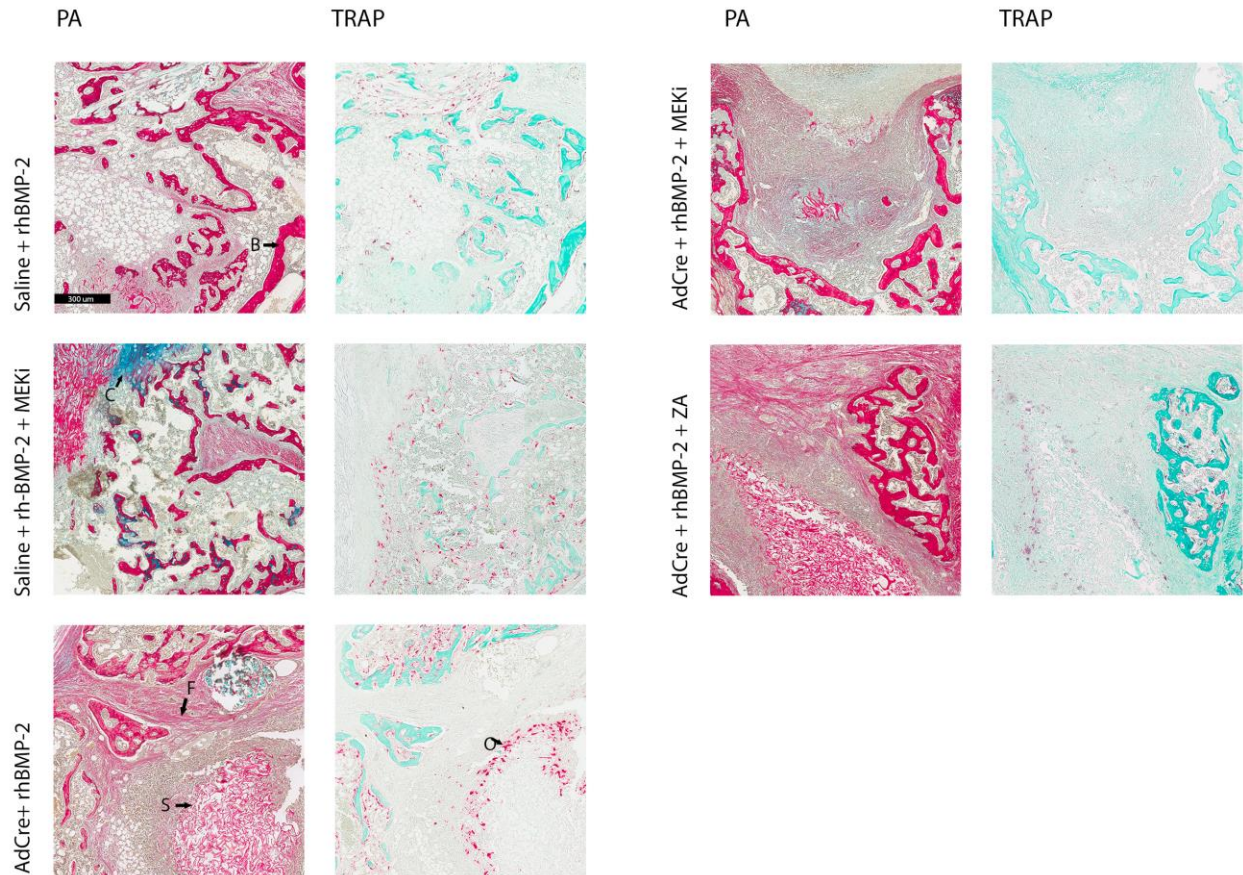 PA
TRAP
PA
TRAP
Saline + rhBMP-2
B
300 um
AdCre + rhBMP-2 + MEKi
Saline + rh-BMP-2 + MEKi
C
AdCre + rhBMP-2 + ZA
AdCre+ rhBMP-2
F
S
O